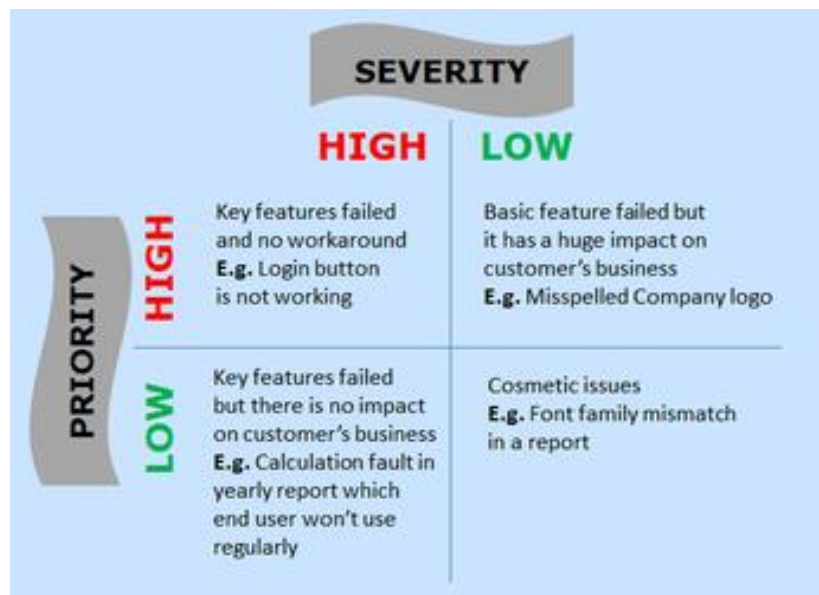 SEVERITY
HIGH
LOW
PRIORITY
HIGH
Key features failed
and no workaround
E.g. Login button
is not working
Basic feature failed but
it has a huge impact on
customer's business
E.g. Misspelled Company logo
LOW
Key features failed
but there is no impact
on customer's business
E.g. Calculation fault in
yearly report which
end user won't use
regularly
Cosmetic issues
E.g. Font family mismatch
in a report